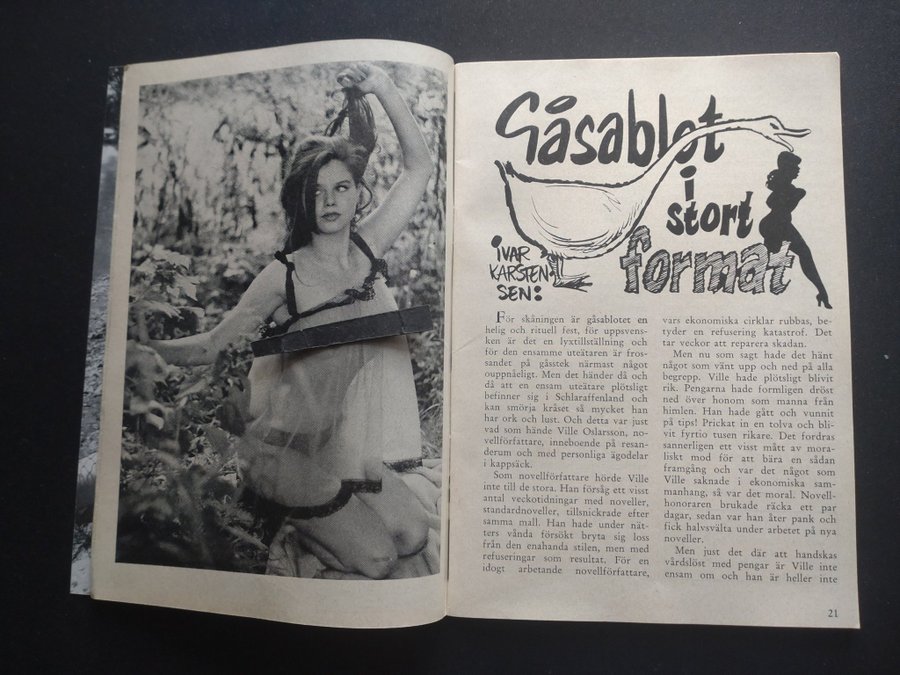 Gåsablot
i
stort
format
IVAR
KARSTEN-
SEN:
För skåningen är gåsablotet en
helig och rituell fest, för uppsvens-
ken är det en lyxtillställning och
för den ensamme uteätaren är fros-
sandet på gåsstek närmast något
ouppnåeligt. Men det händer då och
då att en ensam uteätare plötsligt
befinner sig i Schlaraffenland och
kan smörja kråset så mycket han
har ork och lust. Och detta var just
vad som hände Ville Oslarsson, no-
vellförfattare, inneboende på resan-
derum och med personliga ägodelar
i kappsäck.
Som novellförfattare hörde Ville
inte till de stora. Han försåg ett visst
antal veckotidningar med noveller,
standardnoveller, tillsnickrade efter
samma mall. Han hade under nät-
ters vånda försökt bryta sig loss
från den enahanda stilen, men med
refuseringar som resultat. För en
idogt arbetande novellförfattare,
vars ekonomiska cirklar rubbas, be-
tyder en refusering katastrof. Det
tar veckor att reparera skadan.
Men nu som sagt hade det hänt
något som vänt upp och ned på alla
begrepp. Ville hade plötsligt blivit
rik. Pengarna hade formligen dröst
ned över honom som manna från
himlen. Han hade gått och vunnit
på tips! Prickat in en tolva och bli-
vit fyrtio tusen rikare. Det fordras
sannerligen ett visst mått av mora-
liskt mod för att bära en sådan
framgång och var det något som
Ville saknade i ekonomiska sam-
manhang, så var det moral. Novell-
honoraren brukade räcka ett par
dagar, sedan var han åter pank och
fick halvsvälta under arbetet på nya
noveller.
Men just det där att handskas
vårdslöst med pengar är Ville inte
ensam om och han är heller inte
21